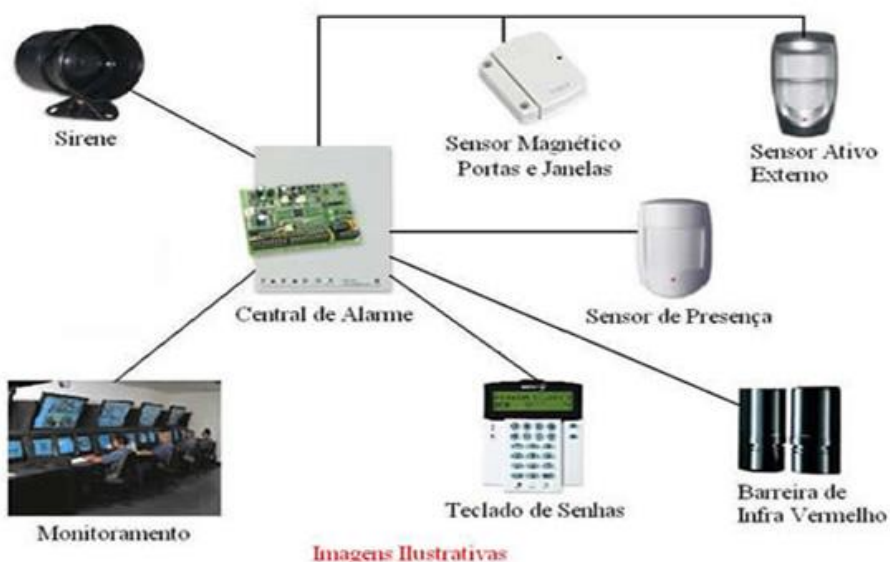 Sirene
Sensor Magnético
Portas e Janelas
Sensor Ativo
Externo
Central de Alarme
Sensor de Presença
Monitoramento
Teclado de Senhas
Barreira de
Infra Vermelho
Imagens Ilustrativas